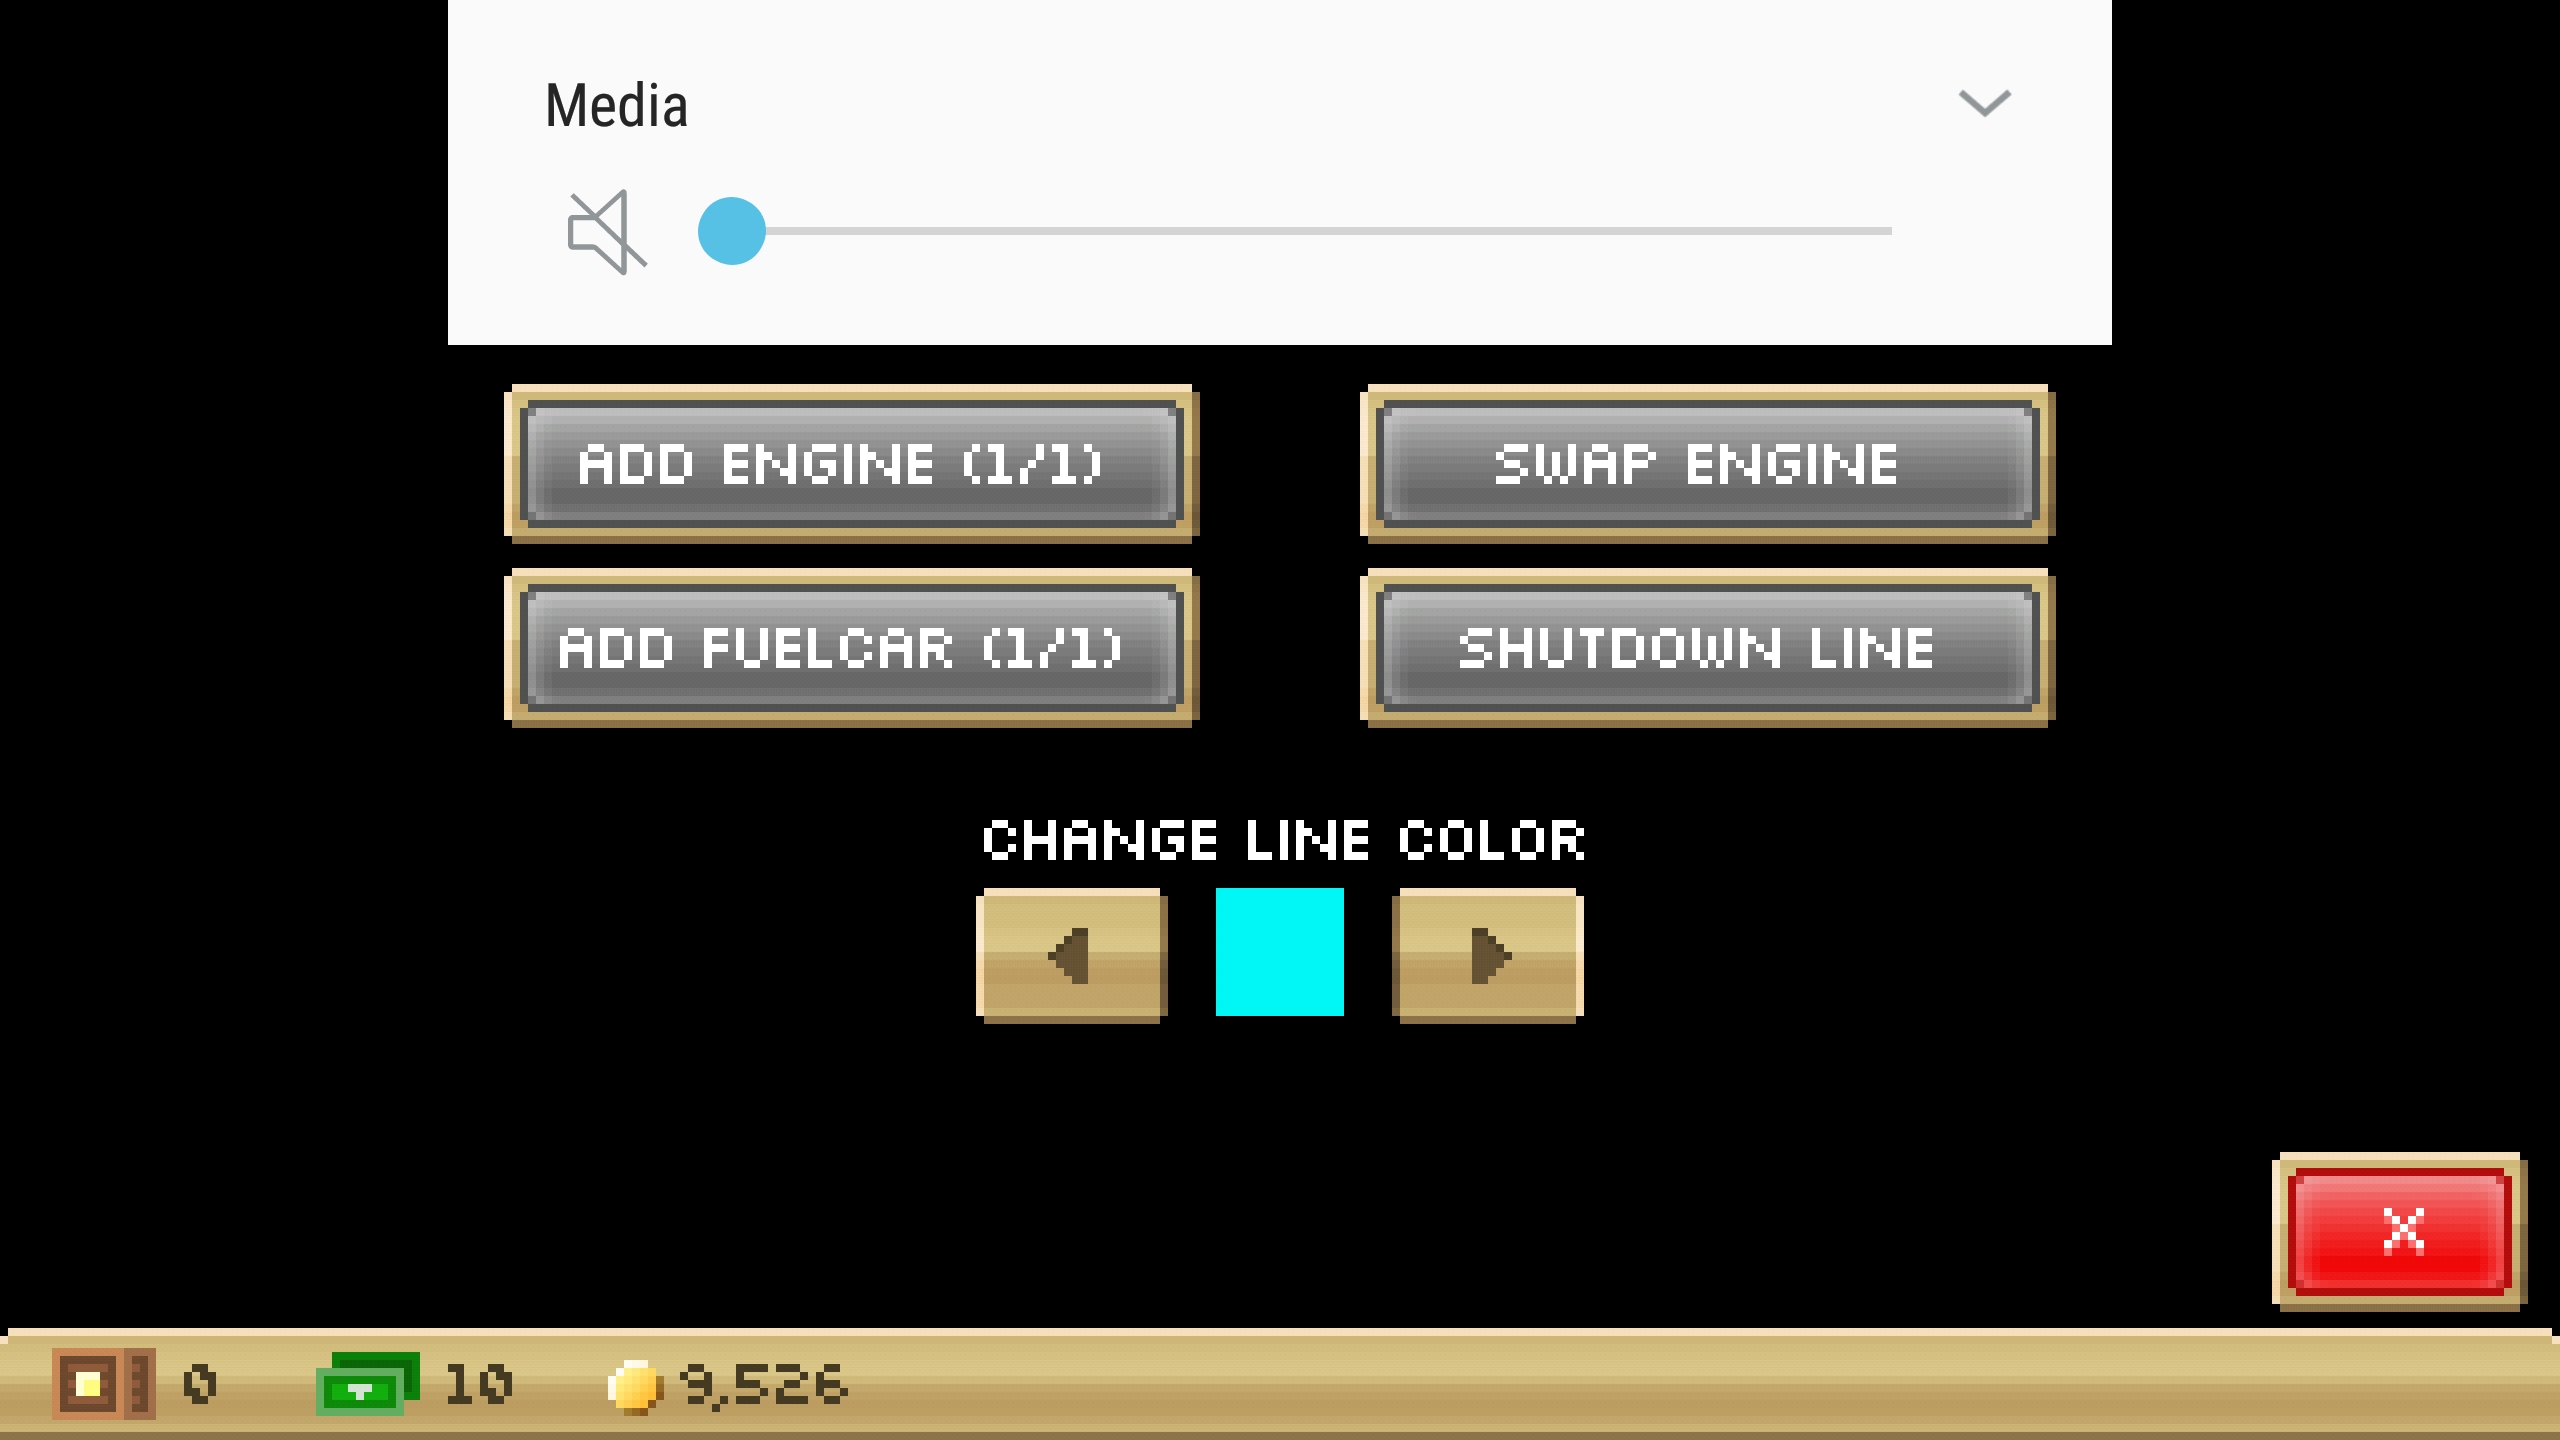 Media
ADD ENGINE (1/1)
SWAP ENGINE
ADD FUELCAR (1/1)
SHUTDOWN LINE
CHANGE LINE COLOR
X
0
10
9,526